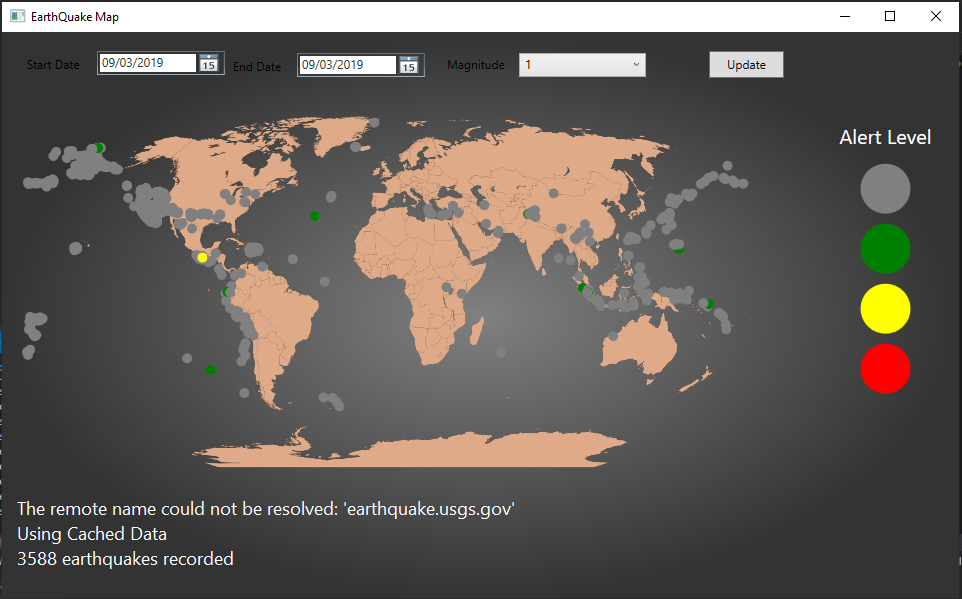 EarthQuake Map
Start Date 09/03/2019 15 End Date 09/03/2019 15 Magnitude 1 Update
Alert Level
The remote name could not be resolved: 'earthquake.usgs.gov'
Using Cached Data
3588 earthquakes recorded